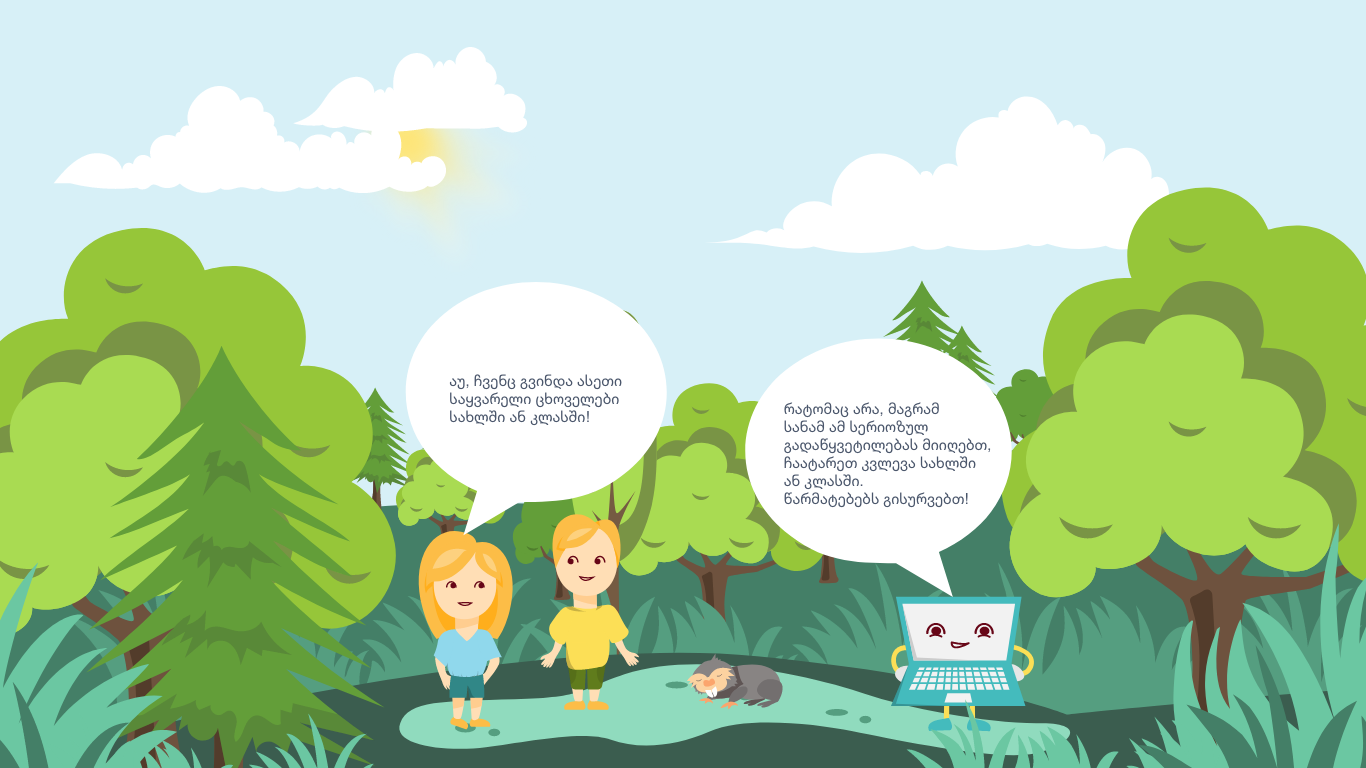 აუ, ჩვენც გვინდა ასეთი
საყვარელი ცხოველები
სახლში ან კლასში!
რატომაც არა, მაგრამ
სანამ ამ სერიოზულ
გადაწყვეტილებას მიიღებთ,
ჩაატარეთ კვლევა სახლში
ან კლასში.
წარმატებებს გისურვებთ!